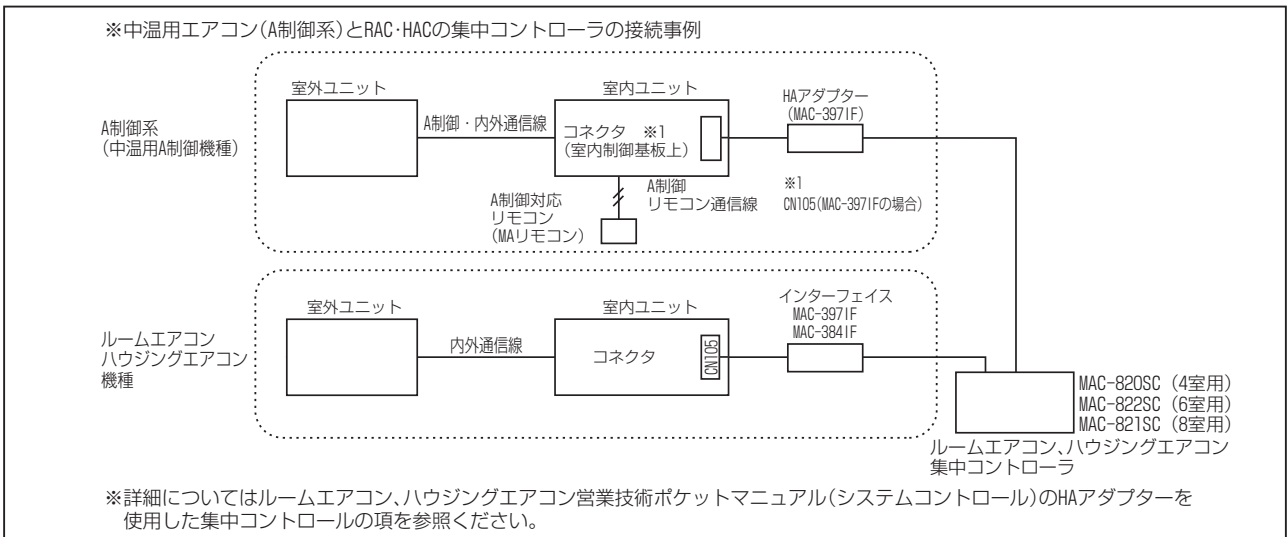 ※中温用エアコン(A制御系)とRAC･HACの集中コントローラの接続事例
室外ユニット
室内ユニット
HAアダプター
(MAC-397IF)
A制御系
(中温用A制御機種)
A制御・内外通信線
コネクタ ※1
(室内制御基板上)
A制御対応
リモコン
(MAリモコン)
A制御
リモコン通信線
※1
CN105(MAC-397IFの場合)
室外ユニット
室内ユニット
インターフェイス
MAC-397IF
MAC-384IF
ルームエアコン
ハウジングエアコン
機種
内外通信線
コネクタ
CN105
MAC-820SC (4室用)
MAC-822SC (6室用)
MAC-821SC (8室用)
ルームエアコン､ハウジングエアコン
集中コントローラ
※詳細についてはルームエアコン､ハウジングエアコン営業技術ポケットマニュアル(システムコントロール)のHAアダプターを
使用した集中コントロールの項を参照ください。